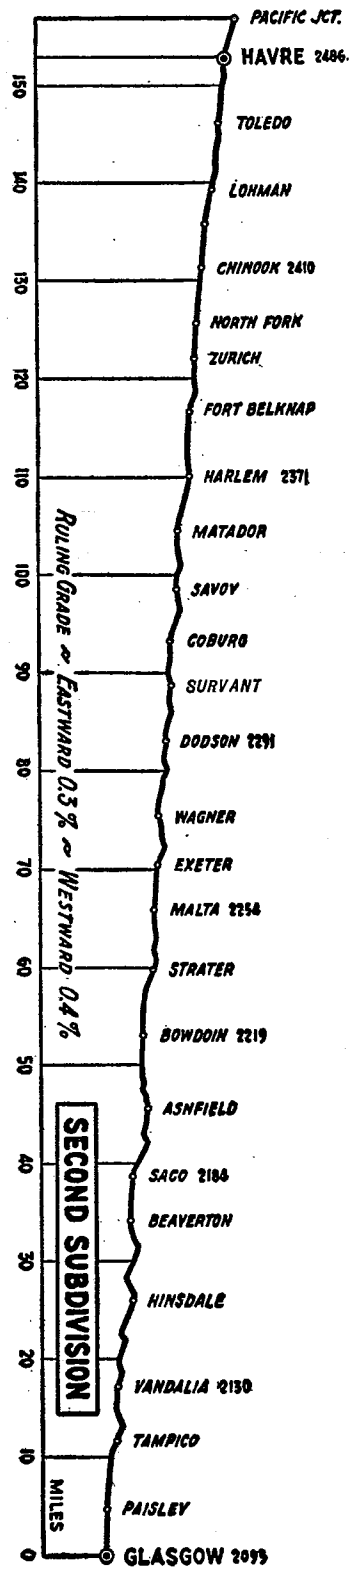 PACIFIC JCT.
HAVRE 2486.
TOLEDO
LOHMAN
CHINOOK 2410
NORTH FORK
ZURICH
FORT BELKNAP
HARLEM 2371
MATADOR
SAVOY
COBURG
SURVANT
DODSON 2291
WAGNER
EXETER
MALTA 2254
STRATER
BOWDOIN 2219
ASHFIELD
SACO 2184
BEAVERTON
HINSDALE
VANDALIA 2130
TAMPICO
PAISLEY
GLASGOW 2093
150
140
130
120
110
100
90
80
70
60
50
40
30
20
10
0
MILES
RULING GRADE ~ EASTWARD 0.3% ~ WESTWARD 0.4%
SECOND SUBDIVISION